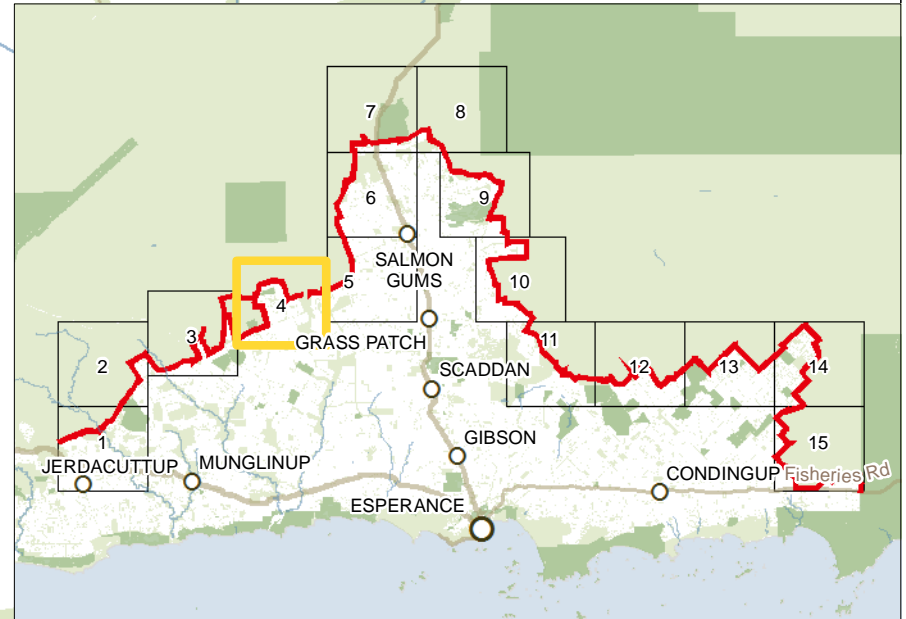 7
8
6
9
SALMON
GUMS
5
10
4
3
GRASS PATCH
11
2
12
13
14
SCADDAN
1
15
GIBSON
JERDACUTTUP
MUNGLINUP
CONDINGUP
Fisheries Rd
ESPERANCE